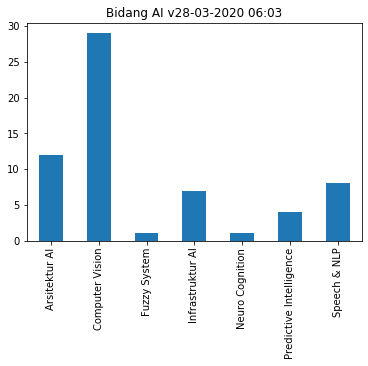 Bidang AI v28-03-2020 06:03
30
25
20
15
10
5
0
Arsitektur AI
Computer Vision
Fuzzy System
Infrastruktur AI
Neuro Cognition
Predictive Intelligence
Speech & NLP